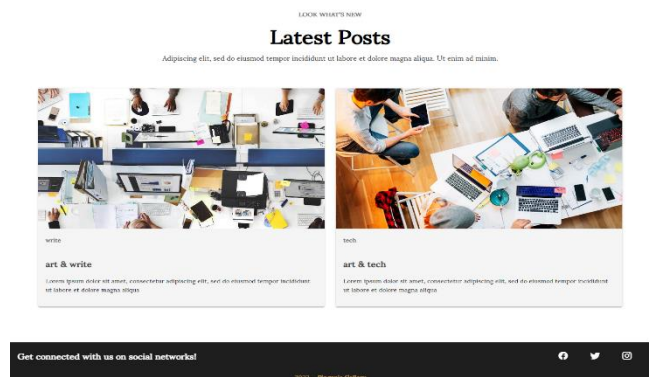 LOOK WHAT'S NEW
Latest Posts
Adipiscing elit, sed do eiusmod tempor incididunt ut labore et dolore magna aliqua. Ut enim ad minim.
write
art & write
Lorem ipsum dolor sit amet, consectetur adipiscing elit, sed do eiusmod tempor incididunt
ut labore et dolore magna aliqua
tech
art & tech
Lorem ipsum dolor sit amet, consectetur adipiscing elit, sed do eiusmod tempor incididunt
ut labore et dolore magna aliqua
Get connected with us on social networks!